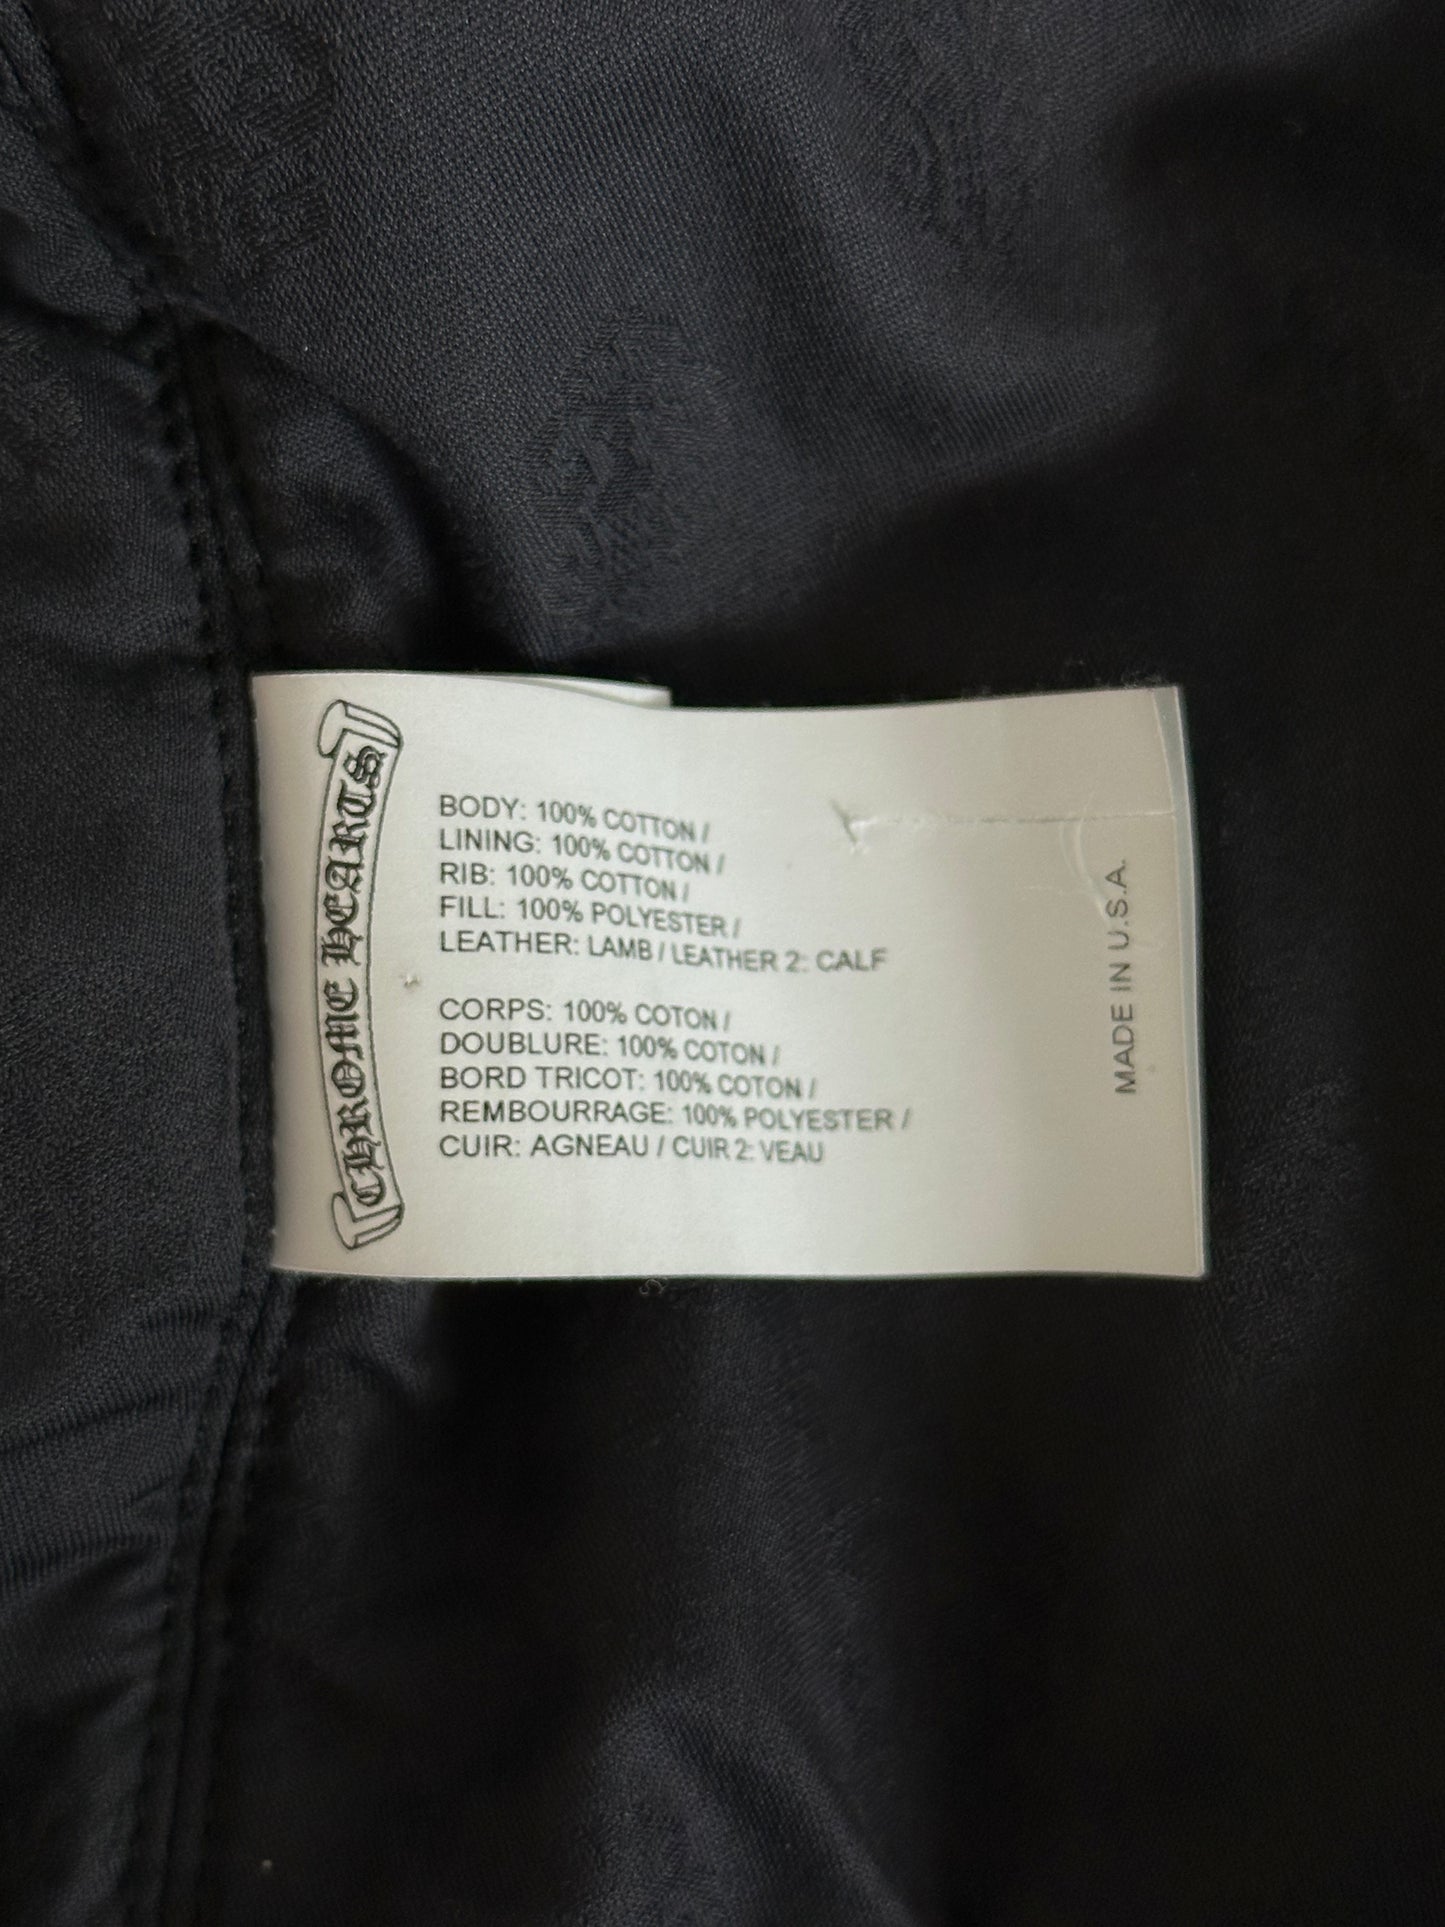 CHROME HEARTS
BODY: 100% COTTON /
LINING: 100% COTTON /
RIB: 100% COTTON /
FILL: 100% POLYESTER /
LEATHER: LAMB / LEATHER 2: CALF
CORPS: 100% COTON /
DOUBLURE: 100% COTON /
BORD TRICOT: 100% COTON /
REMBOURRAGE: 100% POLYESTER /
CUIR: AGNEAU / CUIR 2: VEAU
MADE IN U.S.A.